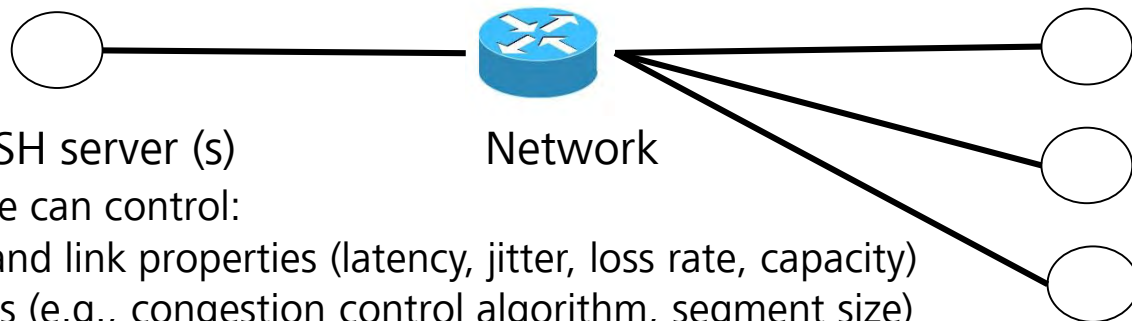 SH server (s) Network
e can control:
and link properties (latency, jitter, loss rate, capacity)
s (e.g., congestion control algorithm, segment size)